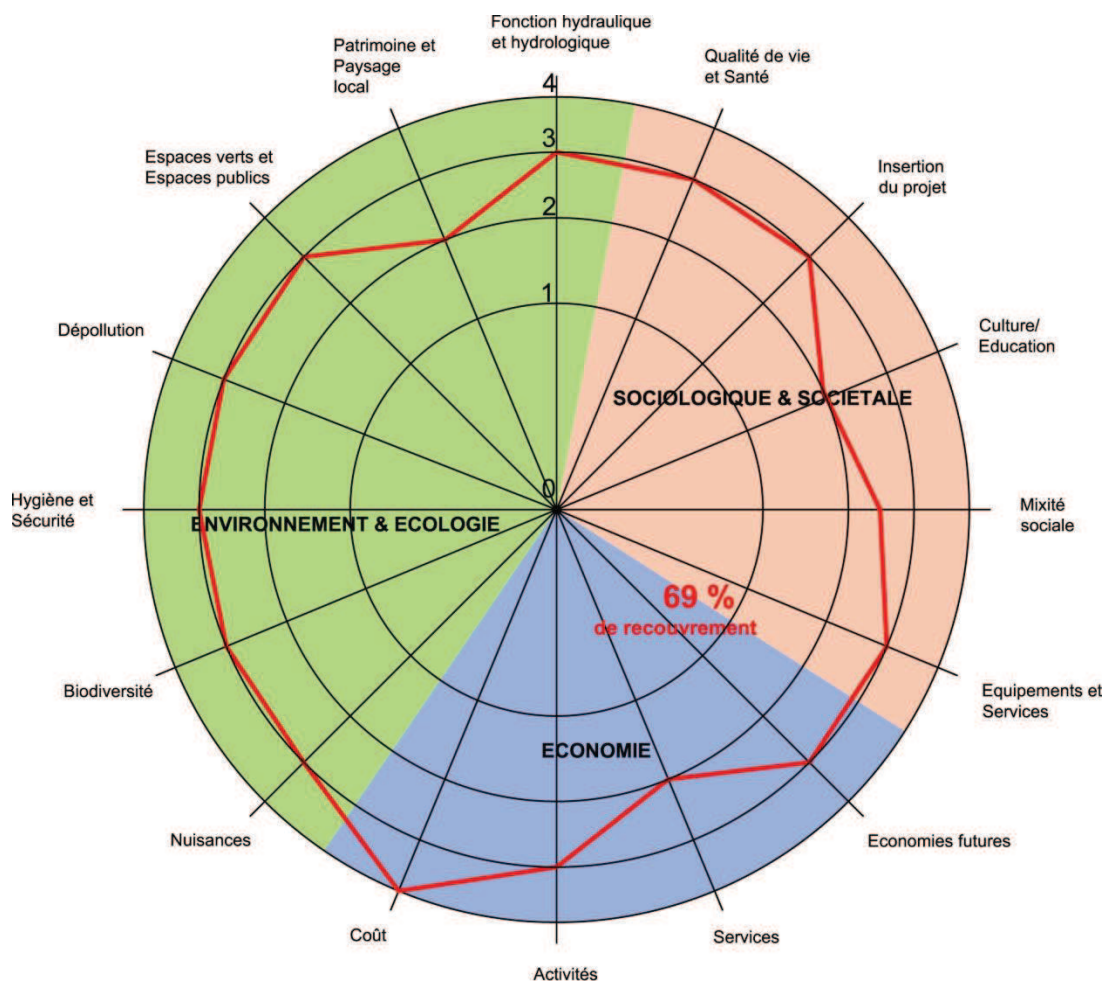 Fonction hydraulique
et hydrologique
Patrimoine et
Paysage
local
Qualité de vie
et Santé
4
3
2
1
0
Espaces verts et
Espaces publics
Insertion
du projet
Dépollution
Culture/
Education
SOCIOLOGIQUE & SOCIETALE
Hygiène et
Sécurité
ENVIRONNEMENT & ECOLOGIE
Mixité
sociale
69 %
de recouvrement
Biodiversité
Equipements et
Services
ECONOMIE
Nuisances
Economies futures
Coût
Services
Activités